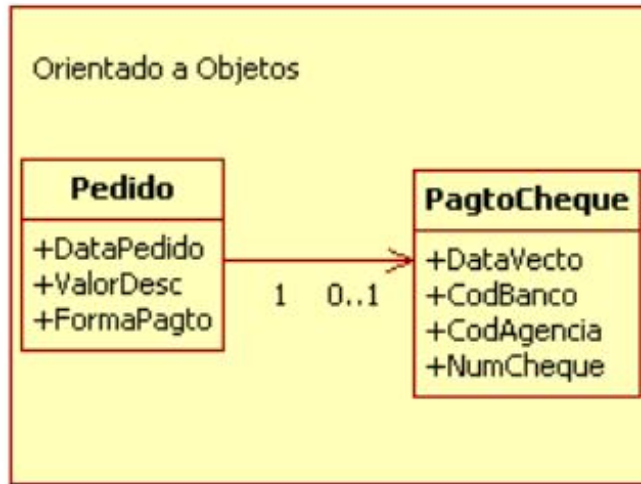 Orientado a Objetos
Pedido
+DataPedido
+ValorDesc
+FormaPagto
1 0..1
PagtoCheque
+DataVecto
+CodBanco
+CodAgencia
+NumCheque